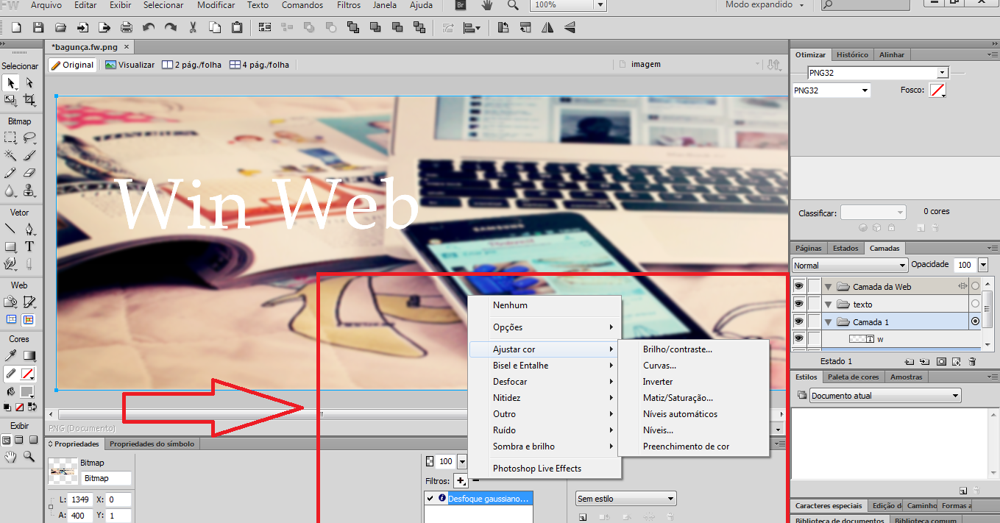 FW Arquivo Editar Exibir Selecionar Modificar Texto Comandos Filtros Janela Ajuda Br 100% Modo expandido
*bagunça.fw.png ×
Original Visualizar 2 pág./folha 4 pág./folha imagem
Selecionar
Bitmap
Vetor
T
Web
Cores
Exibir
Win Web
SAMSUNG
Nenhum
Opções
Ajustar cor
Bisel e Entalhe
Desfocar
Nitidez
Outro
Ruído
Sombra e brilho
Photoshop Live Effects
Brilho/contraste...
Curvas...
Inverter
Matiz/Saturação...
Níveis automáticos
Níveis...
Preenchimento de cor
PNG (Documento)
Propriedades Propriedades do símbolo
Bitmap
Bitmap
L: 1349 X: 0
A: 400 Y: 1
100
Filtros:
Desfoque gaussiano...
Sem estilo
Otimizar Histórico Alinhar
PNG32
PNG32 Fosco:
Classificar: 0 cores
Páginas Estados Camadas
Normal Opacidade 100
Camada da Web
texto
Camada 1
T w
Estado 1
Estilos Paleta de cores Amostras
Documento atual
Caracteres especiais Edição d Caminho Formas a
Biblioteca de documentos Biblioteca comum